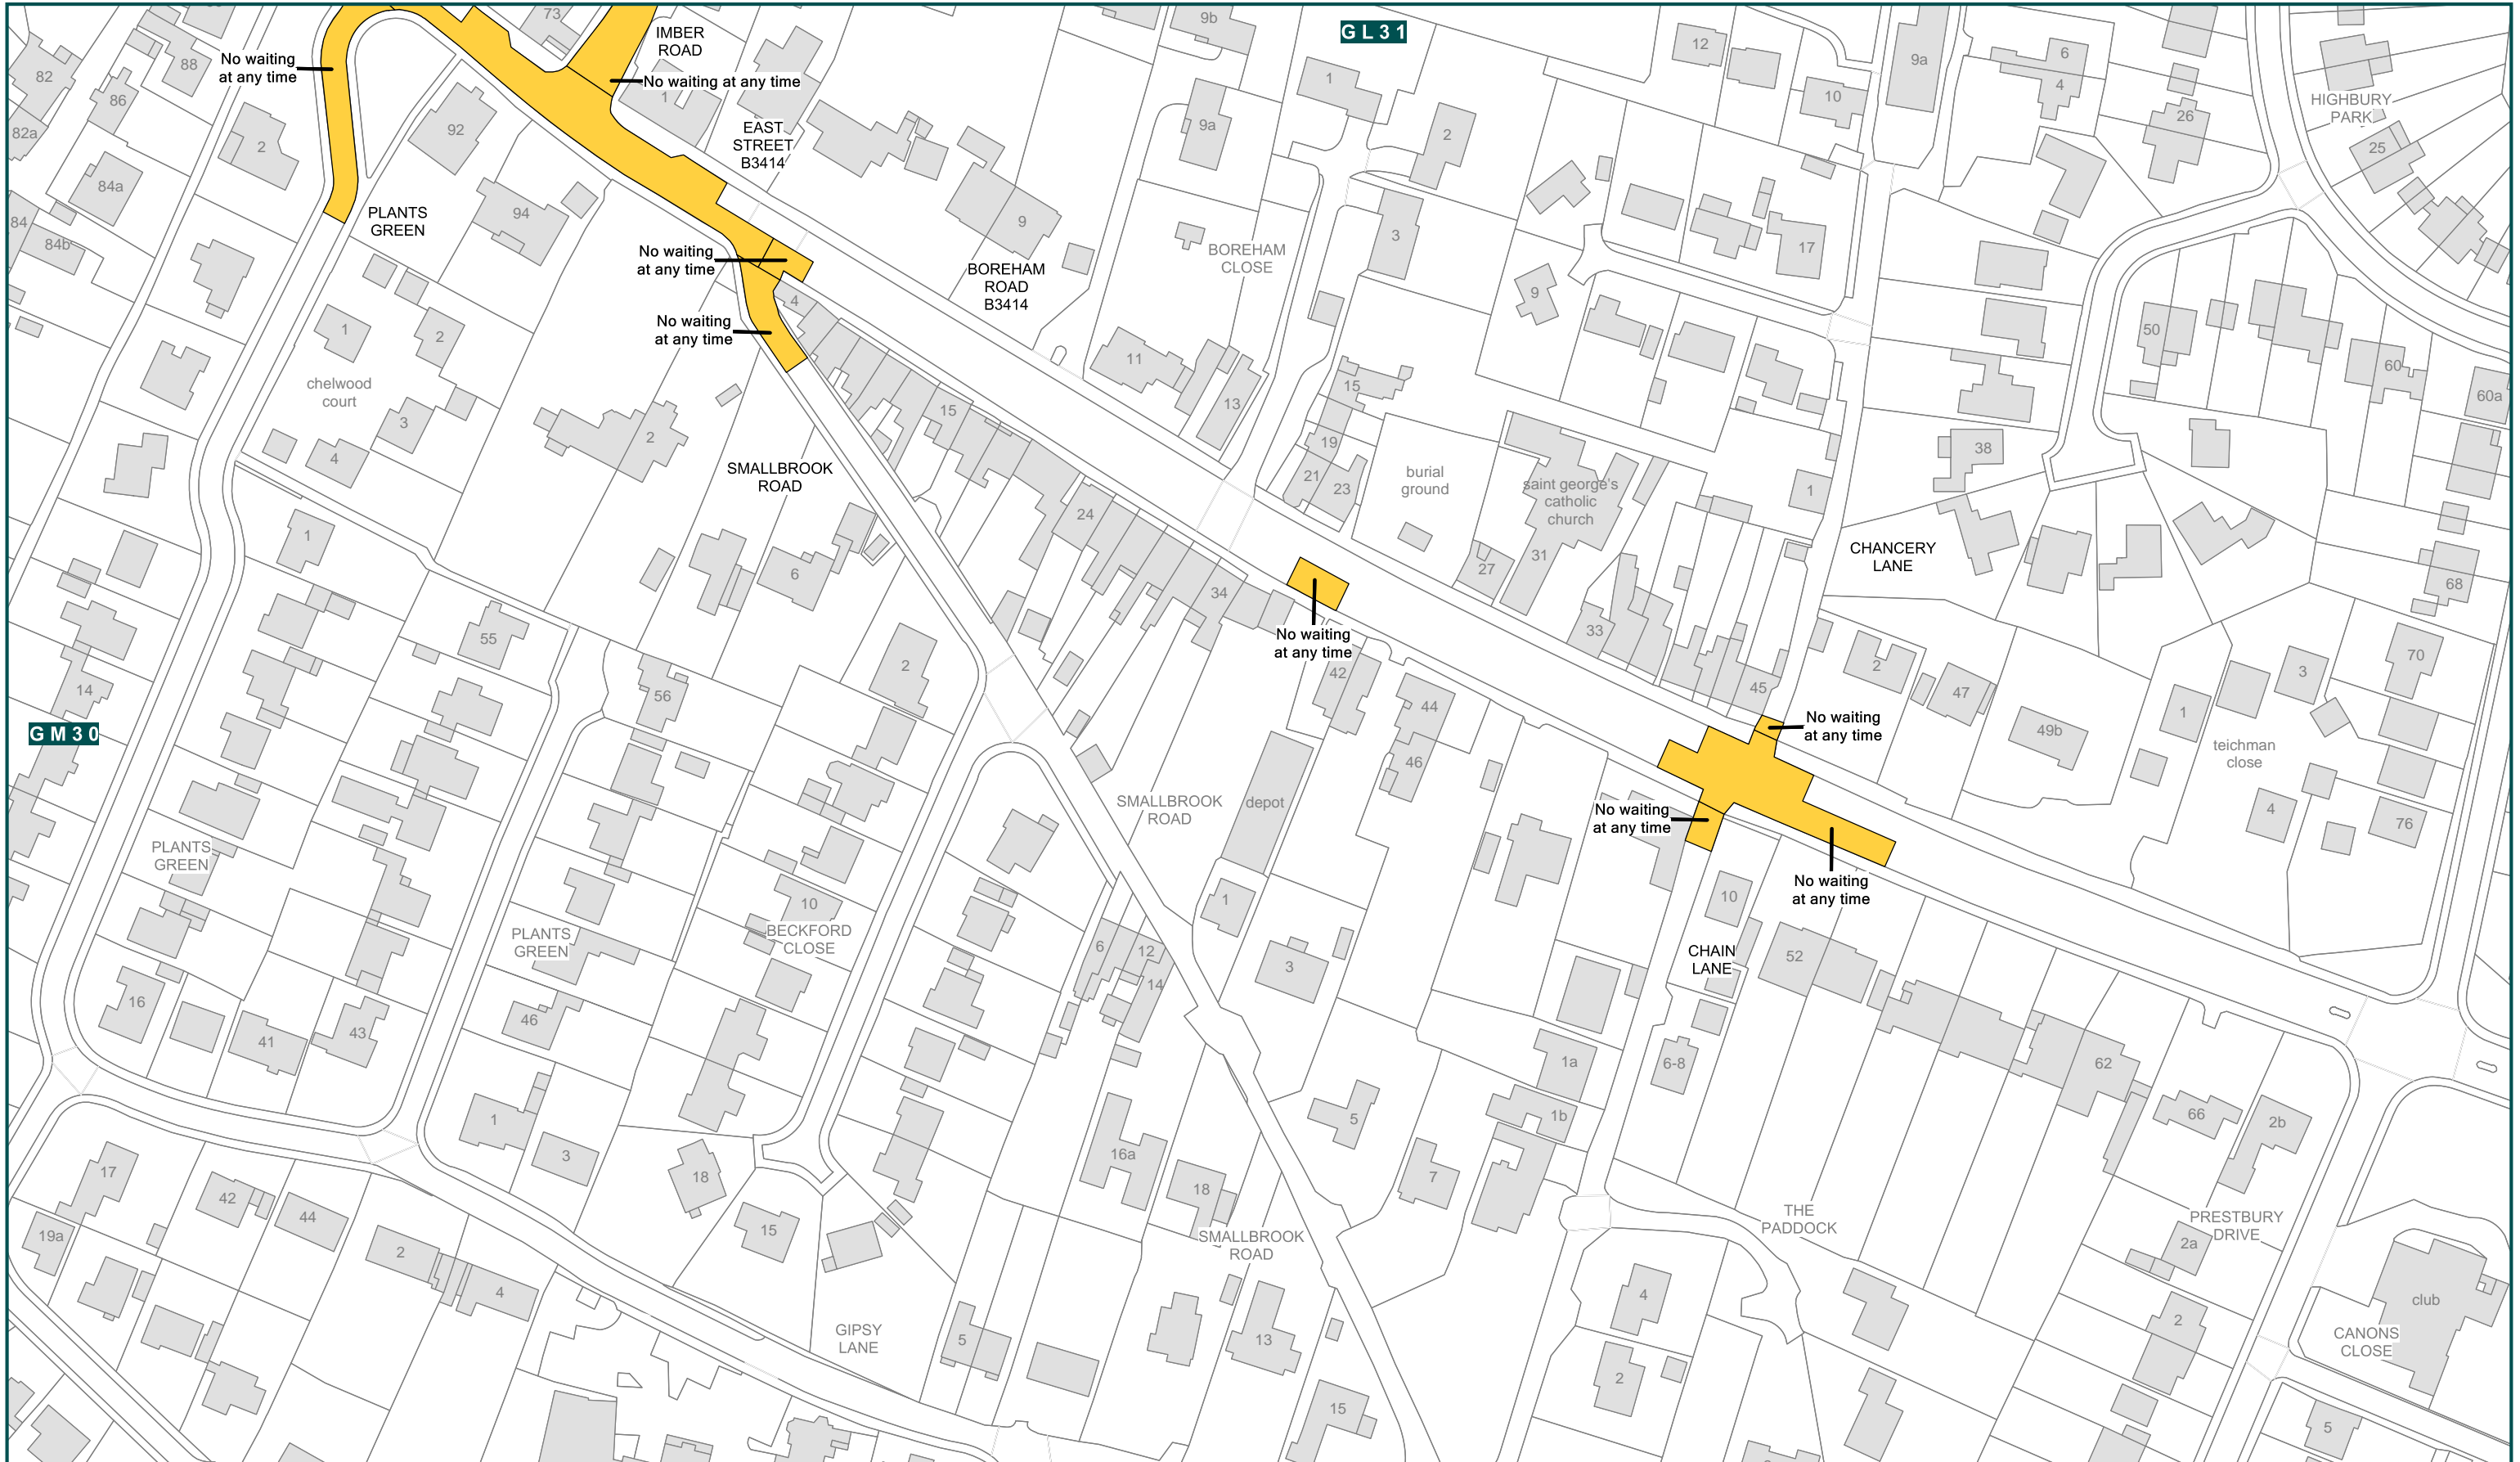 73
9b
GL31
IMBER
ROAD
12
9a
6
4
82
88
No waiting
at any time
No waiting at any time
1
1
10
86
HIGHBURY
PARK
26
82a
2
92
EAST
STREET
B3414
9a
2
25
84a
94
PLANTS
GREEN
9
3
17
84
84b
No waiting
at any time
BOREHAM
CLOSE
BOREHAM
ROAD
B3414
9
4
1
2
No waiting
at any time
50
11
15
60
60a
chelwood
court
3
15
13
2
19
38
4
SMALLBROOK
ROAD
21
23
burial
ground
saint george's
catholic
church
1
24
1
31
CHANCERY
LANE
27
6
34
68
55
No waiting
at any time
33
2
42
2
3
70
56
14
44
45
47
1
GM30
No waiting
at any time
49b
teichman
close
46
SMALLBROOK
ROAD
depot
No waiting
at any time
4
76
PLANTS
GREEN
No waiting
at any time
10
1
10
PLANTS
GREEN
BECKFORD
CLOSE
6
12
52
CHAIN
LANE
3
14
16
46
43
41
1a
6-8
62
1
5
1b
66
2b
3
16a
17
18
7
18
42
44
15
THE
PADDOCK
PRESTBURY
DRIVE
19a
2
SMALLBROOK
ROAD
2a
4
4
club
GIPSY
LANE
5
13
2
CANONS
CLOSE
2
15
5